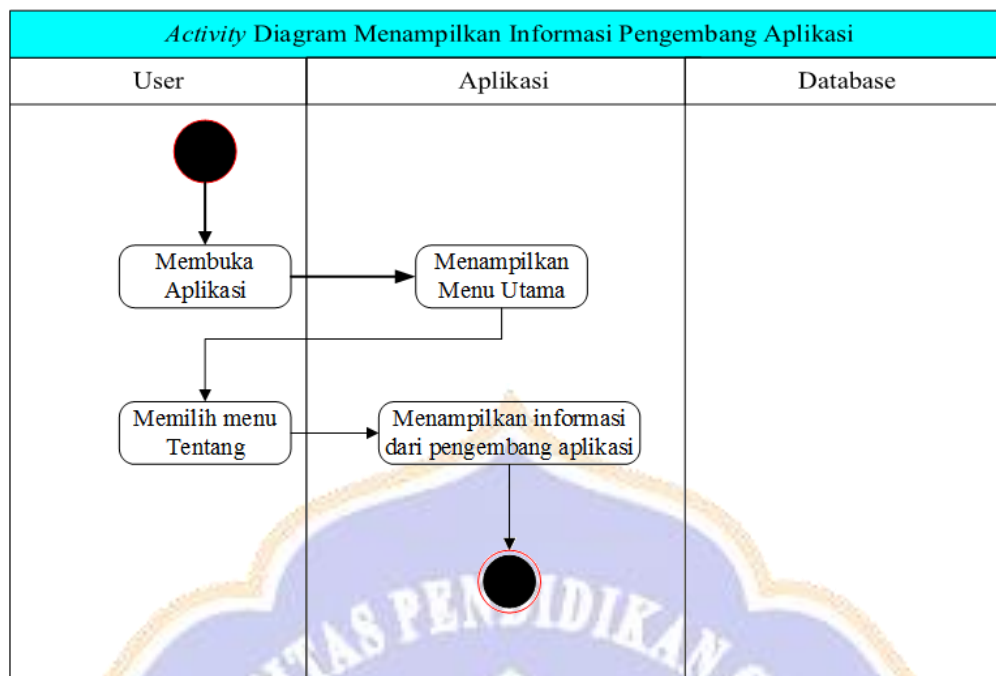 Activity Diagram Menampilkan Informasi Pengembang Aplikasi
User
Aplikasi
Database
Membuka
Aplikasi
Menampilkan
Menu Utama
Memilih menu
Tentang
Menampilkan informasi
dari pengembang aplikasi
PENDIDIKAN